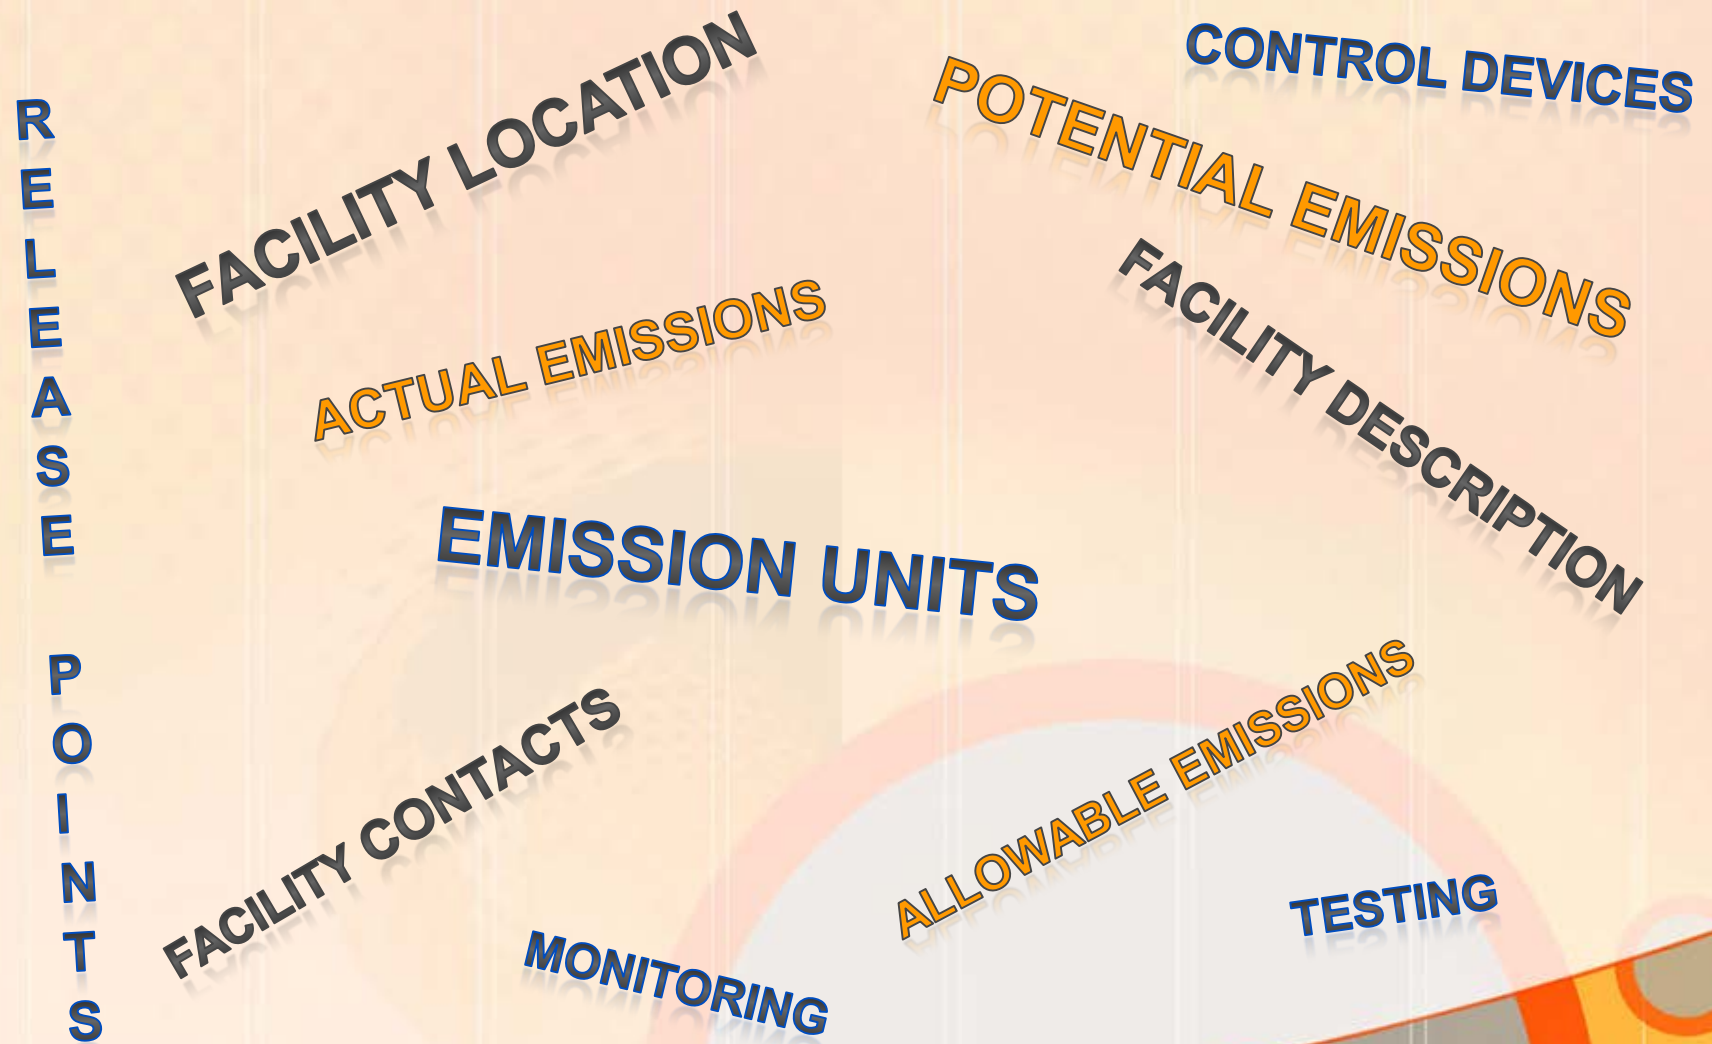 CONTROL DEVICES
FACILITY LOCATION
POTENTIAL EMISSIONS
RELEASE POINTS
ACTUAL EMISSIONS
FACILITY DESCRIPTION
EMISSION UNITS
FACILITY CONTACTS
ALLOWABLE EMISSIONS
TESTING
MONITORING